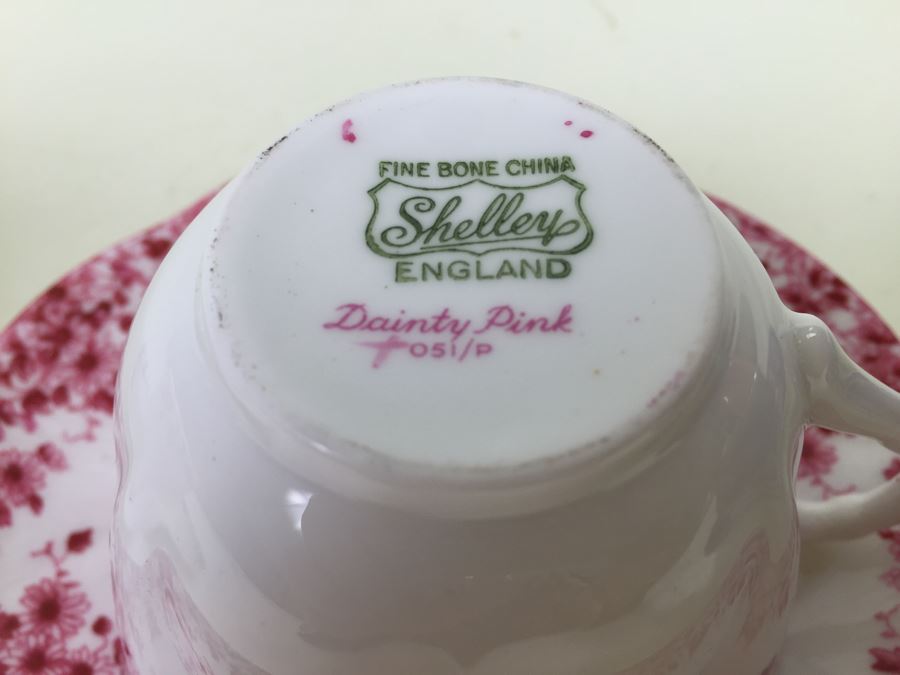 FINE BONE CHINA
Shelley
ENGLAND
Dainty Pink
051/P